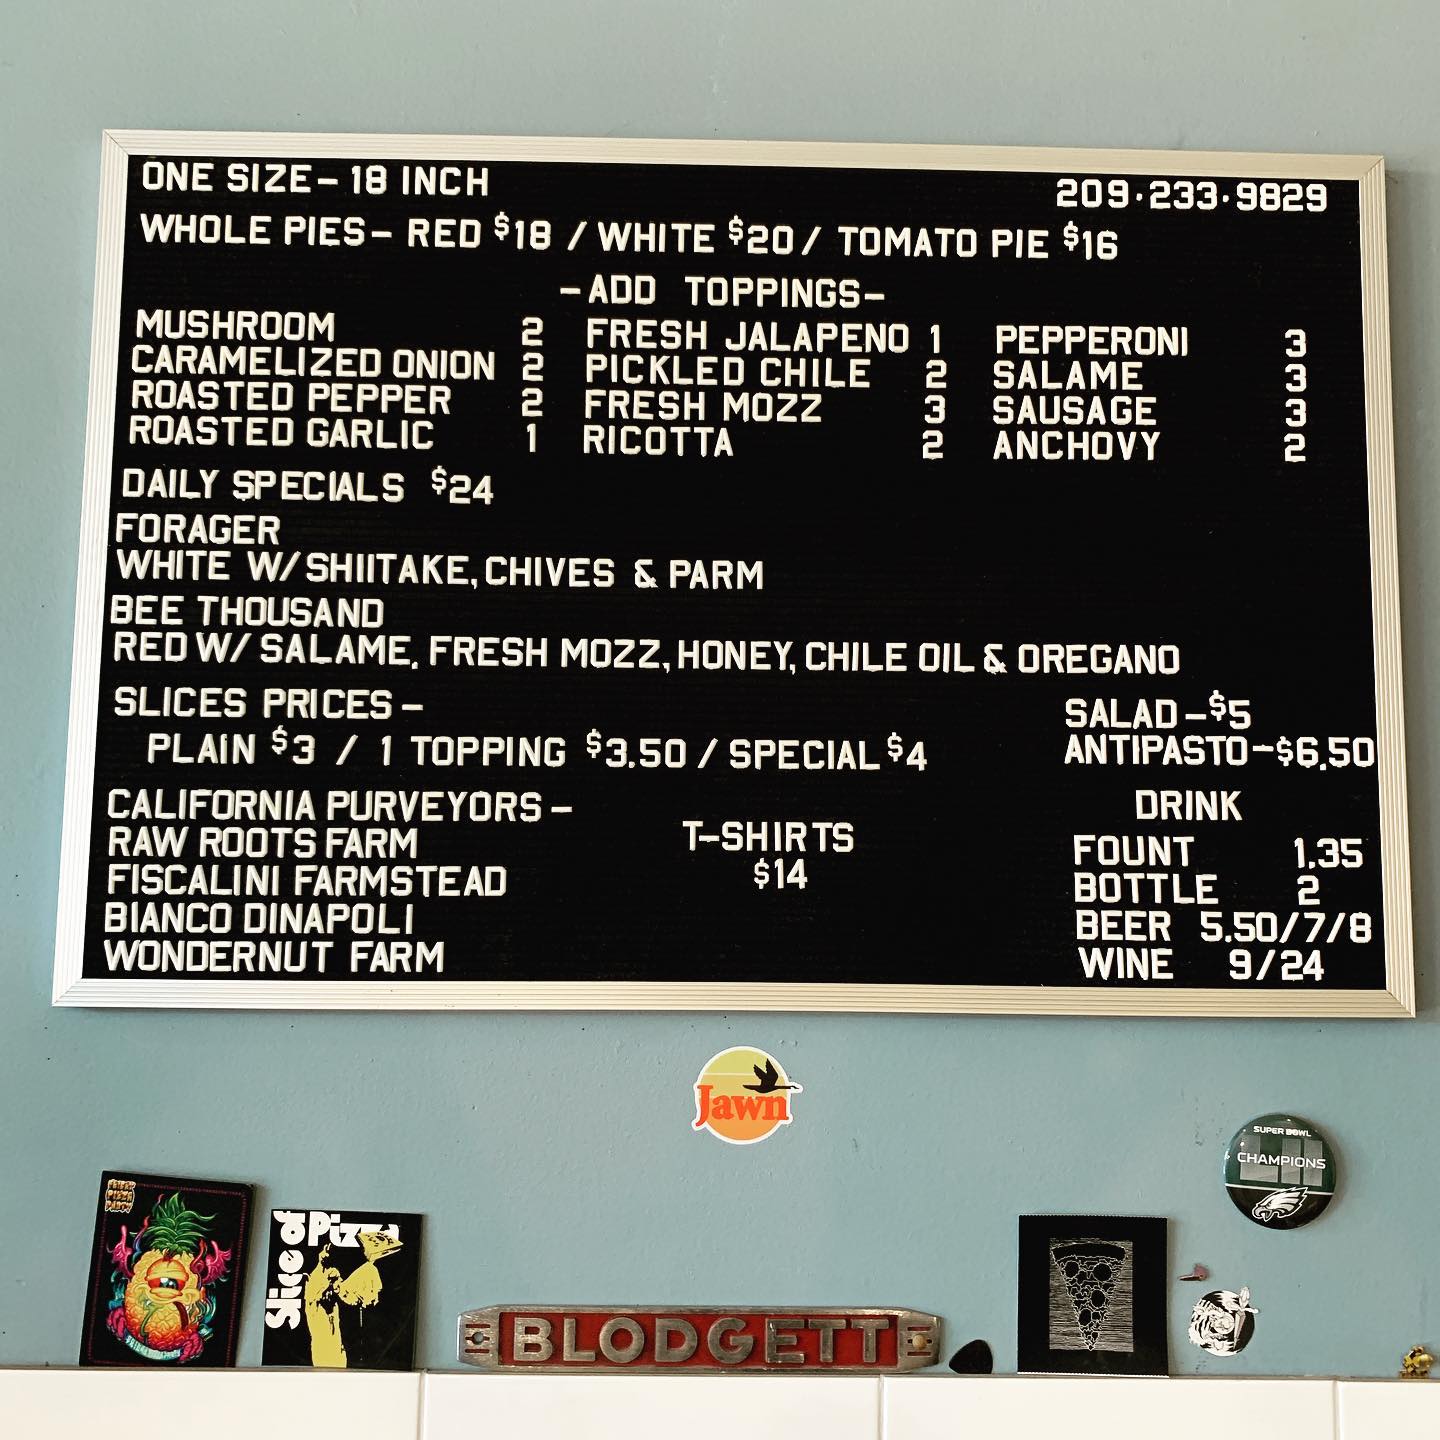 ONE SIZE- 18 INCH
209·233·9829
WHOLE PIES- RED $18 / WHITE $20 / TOMATO PIE $16
-ADD TOPPINGS-
MUSHROOM 2 FRESH JALAPENO 1 PEPPERONI 3
CARAMELIZED ONION 2 PICKLED CHILE 2 SALAME 3
ROASTED PEPPER 2 FRESH MOZZ 3 SAUSAGE 3
ROASTED GARLIC 1 RICOTTA 2 ANCHOVY 2
DAILY SPECIALS $24
FORAGER
WHITE W/ SHIITAKE, CHIVES & PARM
BEE THOUSAND
RED W/ SALAME, FRESH MOZZ, HONEY, CHILE OIL & OREGANO
SLICES PRICES -
PLAIN $3 / 1 TOPPING $3.50 / SPECIAL $4
SALAD-$5
ANTIPASTO-$6.50
CALIFORNIA PURVEYORS -
RAW ROOTS FARM
FISCALINI FARMSTEAD
BIANCO DINAPOLI
WONDERNUT FARM
T-SHIRTS
$14
DRINK
FOUNT 1.35
BOTTLE 2
BEER 5.50/7/8
WINE 9/24
Jawn
SUPER BOWL
CHAMPIONS
Slice of Pizza
BLODGETT